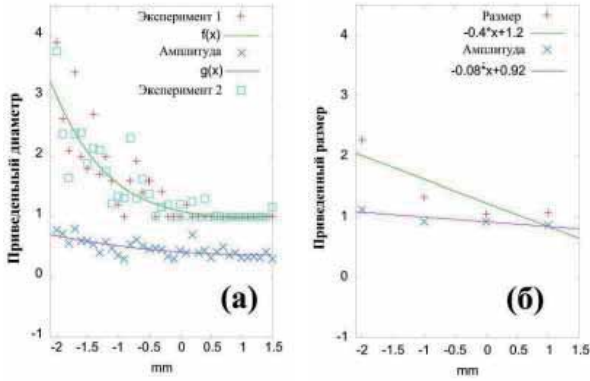 Эксперимент 1
f(x)
Амплитуда
g(x)
Эксперимент 2
Приведеный диаметр
4
3
2
1
0
-1
-2 -1.5 -1 -0.5 0 0.5 1 1.5
mm
(а)
Размер
-0.4*x+1.2
Амплитуда
-0.08*x+0.92
Приведенный размер
4
3
2
1
0
-1
-2 -1.5 -1 -0.5 0 0.5 1 1.5
mm
(б)